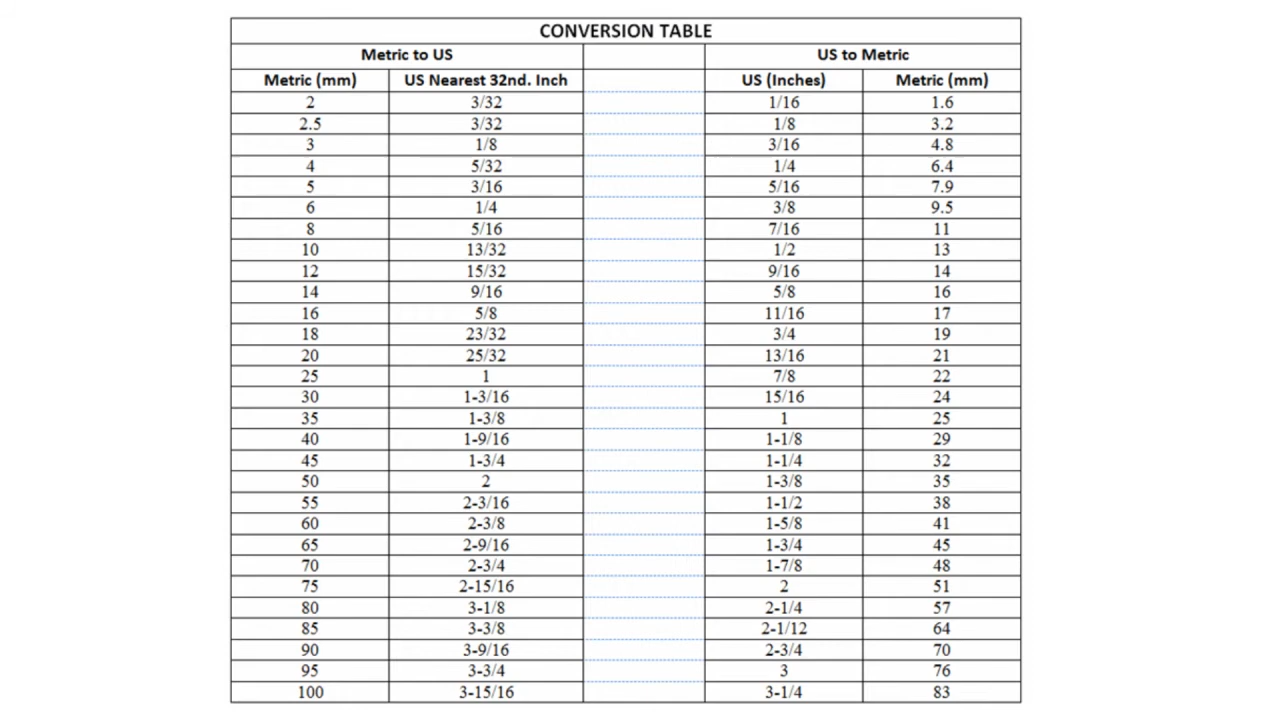 CONVERSION TABLE
Metric to US US to Metric
Metric (mm) US Nearest 32nd. Inch US (Inches) Metric (mm)
2 3/32 1/16 1.6
2.5 3/32 1/8 3.2
3 1/8 3/16 4.8
4 5/32 1/4 6.4
5 3/16 5/16 7.9
6 1/4 3/8 9.5
8 5/16 7/16 11
10 13/32 1/2 13
12 15/32 9/16 14
14 9/16 5/8 16
16 5/8 11/16 17
18 23/32 3/4 19
20 25/32 13/16 21
25 1 7/8 22
30 1-3/16 15/16 24
35 1-3/8 1 25
40 1-9/16 1-1/8 29
45 1-3/4 1-1/4 32
50 2 1-3/8 35
55 2-3/16 1-1/2 38
60 2-3/8 1-5/8 41
65 2-9/16 1-3/4 45
70 2-3/4 1-7/8 48
75 2-15/16 2 51
80 3-1/8 2-1/4 57
85 3-3/8 2-1/12 64
90 3-9/16 2-3/4 70
95 3-3/4 3 76
100 3-15/16 3-1/4 83